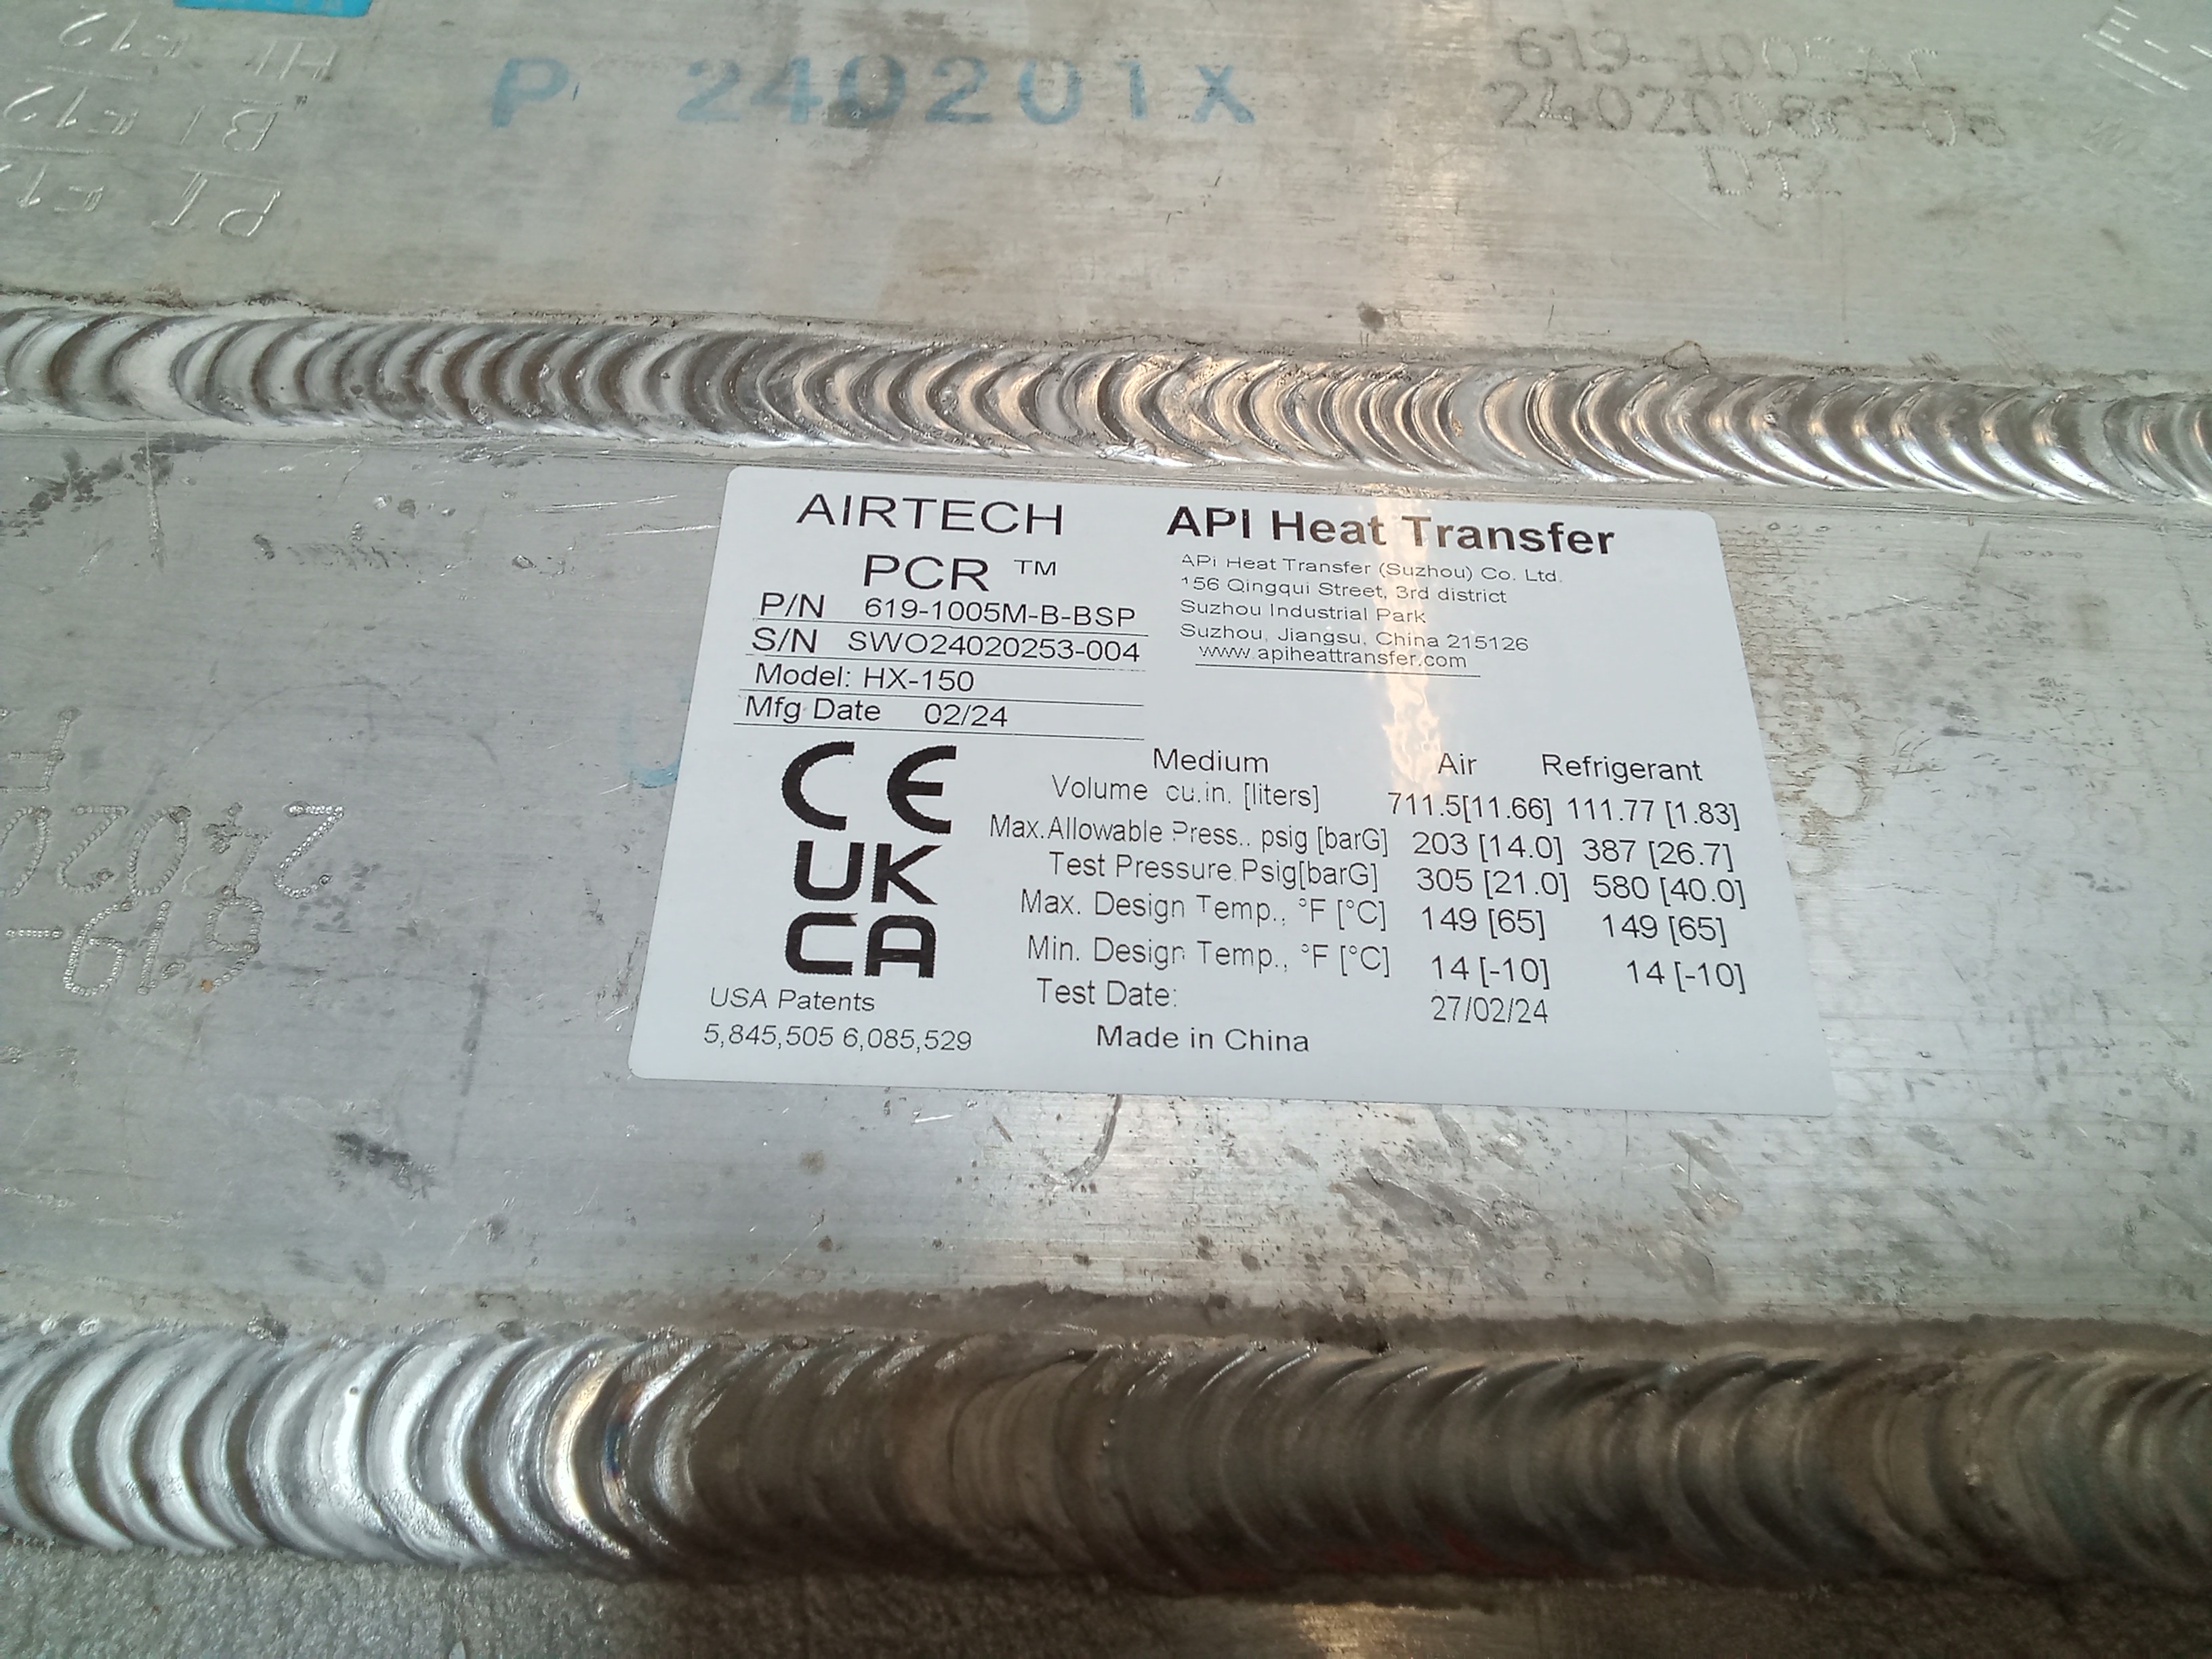 P 240201X
619-100
DTZ
AIRTECH
PCR ™
P/N 619-1005M-B-BSP
S/N SWO24020253-004
Model: HX-150
Mfg Date 02/24
API Heat Transfer
APi Heat Transfer (Suzhou) Co. Ltd.
156 Qingqui Street, 3rd district
Suzhou Industrial Park
Suzhou, Jiangsu, China 215126
www.apiheattransfer.com
CE
UK
CA
USA Patents
5,845,505 6,085,529
Medium Air Refrigerant
Volume cu.in. [liters] 711.5[11.66] 111.77 [1.83]
Max.Allowable Press., psig [barG] 203 [14.0] 387 [26.7]
Test Pressure,Psig[barG] 305 [21.0] 580 [40.0]
Max. Design Temp., °F [°C] 149 [65] 149 [65]
Min. Design Temp., °F [°C] 14 [-10] 14 [-10]
Test Date: 27/02/24
Made in China